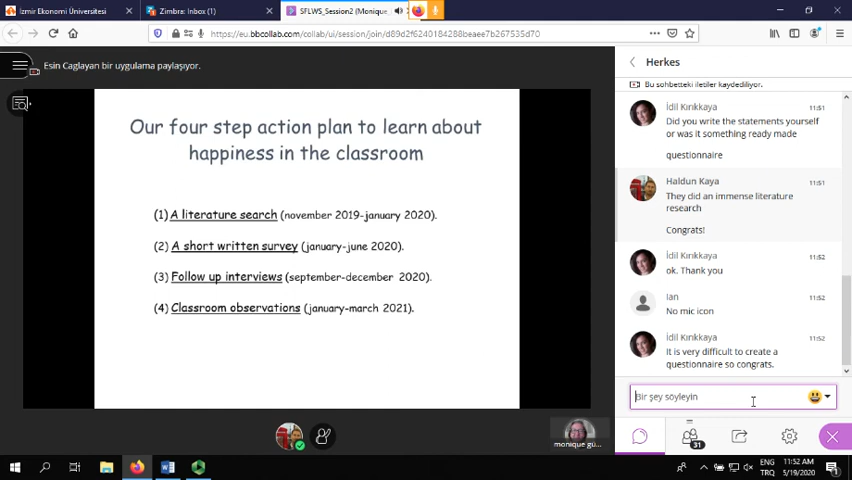 İzmir Ekonomi Üniversitesi
Zimbra: Inbox (1)
SFLWS_Session2 (Monique_
https://eu.bbcollab.com/collab/ui/session/join/d89d2f6240184288beaee7b267535d70
Esin Caglayan bir uygulama paylaşıyor.
Our four step action plan to learn about
happiness in the classroom
(1) A literature search (november 2019-january 2020).
(2) A short written survey (january-june 2020).
(3) Follow up interviews (september-december 2020).
(4) Classroom observations (january-march 2021).
monique gü...
Herkes
Bu sohbetteki iletiler kaydediliyor.
İdil Kırıkkaya 11:51
Did you write the statements yourself
or was it something ready made
questionnaire
Haldun Kaya 11:51
They did an immense literature
research
Congrats!
İdil Kırıkkaya 11:52
ok. Thank you
Ian 11:52
No mic icon
İdil Kırıkkaya 11:52
It is very difficult to create a
questionnaire so congrats.
Bir şey söyleyin
31
ENG
TRQ
11:52 AM
5/19/2020